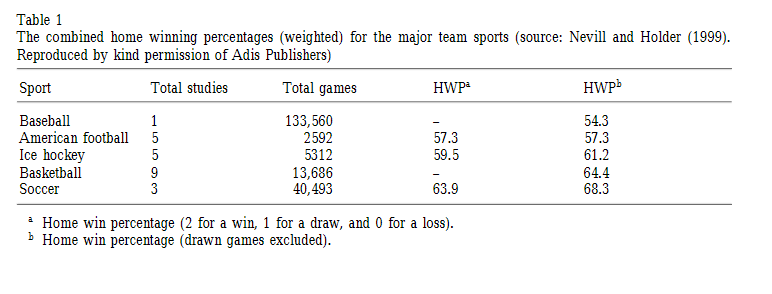 Table 1
The combined home winning percentages (weighted) for the major team sports (source: Nevill and Holder (1999).
Reproduced by kind permission of Adis Publishers)
Sport Total studies Total games HWPᵃ HWPᵇ
Baseball 1 133,560 – 54.3
American football 5 2592 57.3 57.3
Ice hockey 5 5312 59.5 61.2
Basketball 9 13,686 – 64.4
Soccer 3 40,493 63.9 68.3
ᵃ Home win percentage (2 for a win, 1 for a draw, and 0 for a loss).
ᵇ Home win percentage (drawn games excluded).